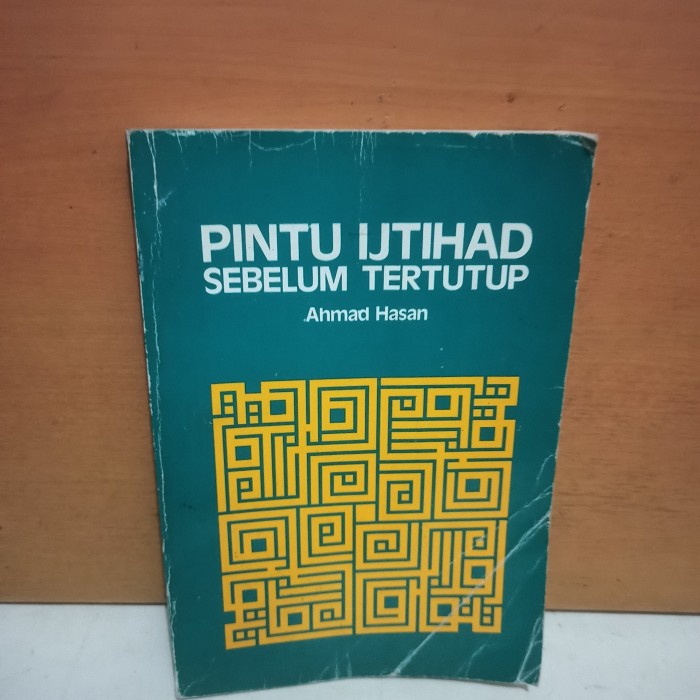 PINTU IJTIHAD
SEBELUM TERTUTUP
Ahmad Hasan